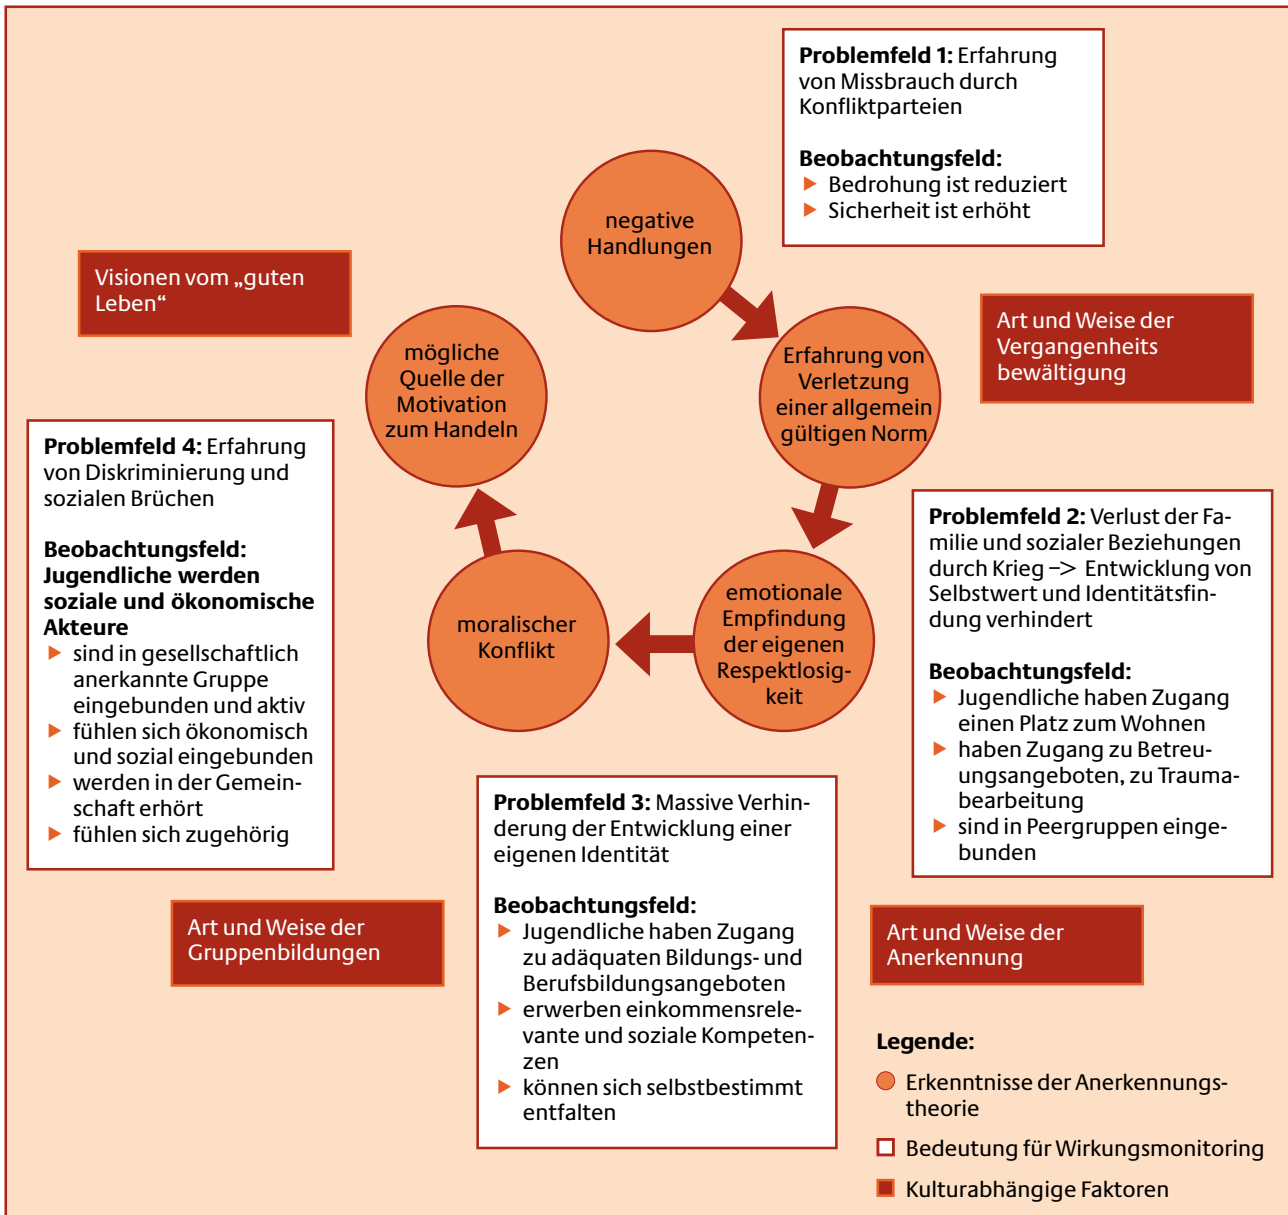 Problemfeld 1: Erfahrung
von Missbrauch durch
Konfliktparteien
Beobachtungsfeld:
Bedrohung ist reduziert
Sicherheit ist erhöht
negative
Handlungen
Visionen vom „guten
Leben“
Art und Weise der
Vergangenheits
bewältigung
mögliche
Quelle der
Motivation
zum Handeln
Erfahrung von
Verletzung
einer allgemein
gültigen Norm
Problemfeld 4: Erfahrung
von Diskriminierung und
sozialen Brüchen
Beobachtungsfeld:
Jugendliche werden
soziale und ökonomische
Akteure
sind in gesellschaftlich
anerkannte Gruppe
eingebunden und aktiv
fühlen sich ökonomisch
und sozial eingebunden
werden in der Gemein-
schaft erhört
fühlen sich zugehörig
Problemfeld 2: Verlust der Fa-
milie und sozialer Beziehungen
durch Krieg –> Entwicklung von
Selbstwert und Identitätsfin-
dung verhindert
Beobachtungsfeld:
Jugendliche haben Zugang
einen Platz zum Wohnen
haben Zugang zu Betreu-
ungsangeboten, zu Trauma-
bearbeitung
sind in Peergruppen einge-
bunden
moralischer
Konflikt
emotionale
Empfindung
der eigenen
Respektlosig-
keit
Problemfeld 3: Massive Verhin-
derung der Entwicklung einer
eigenen Identität
Beobachtungsfeld:
Jugendliche haben Zugang
zu adäquaten Bildungs- und
Berufsbildungsangeboten
erwerben einkommensrele-
vante und soziale Kompeten-
zen
können sich selbstbestimmt
entfalten
Art und Weise der
Gruppenbildungen
Art und Weise der
Anerkennung
Legende:
Erkenntnisse der Anerkennungs-
theorie
Bedeutung für Wirkungsmonitoring
Kulturabhängige Faktoren